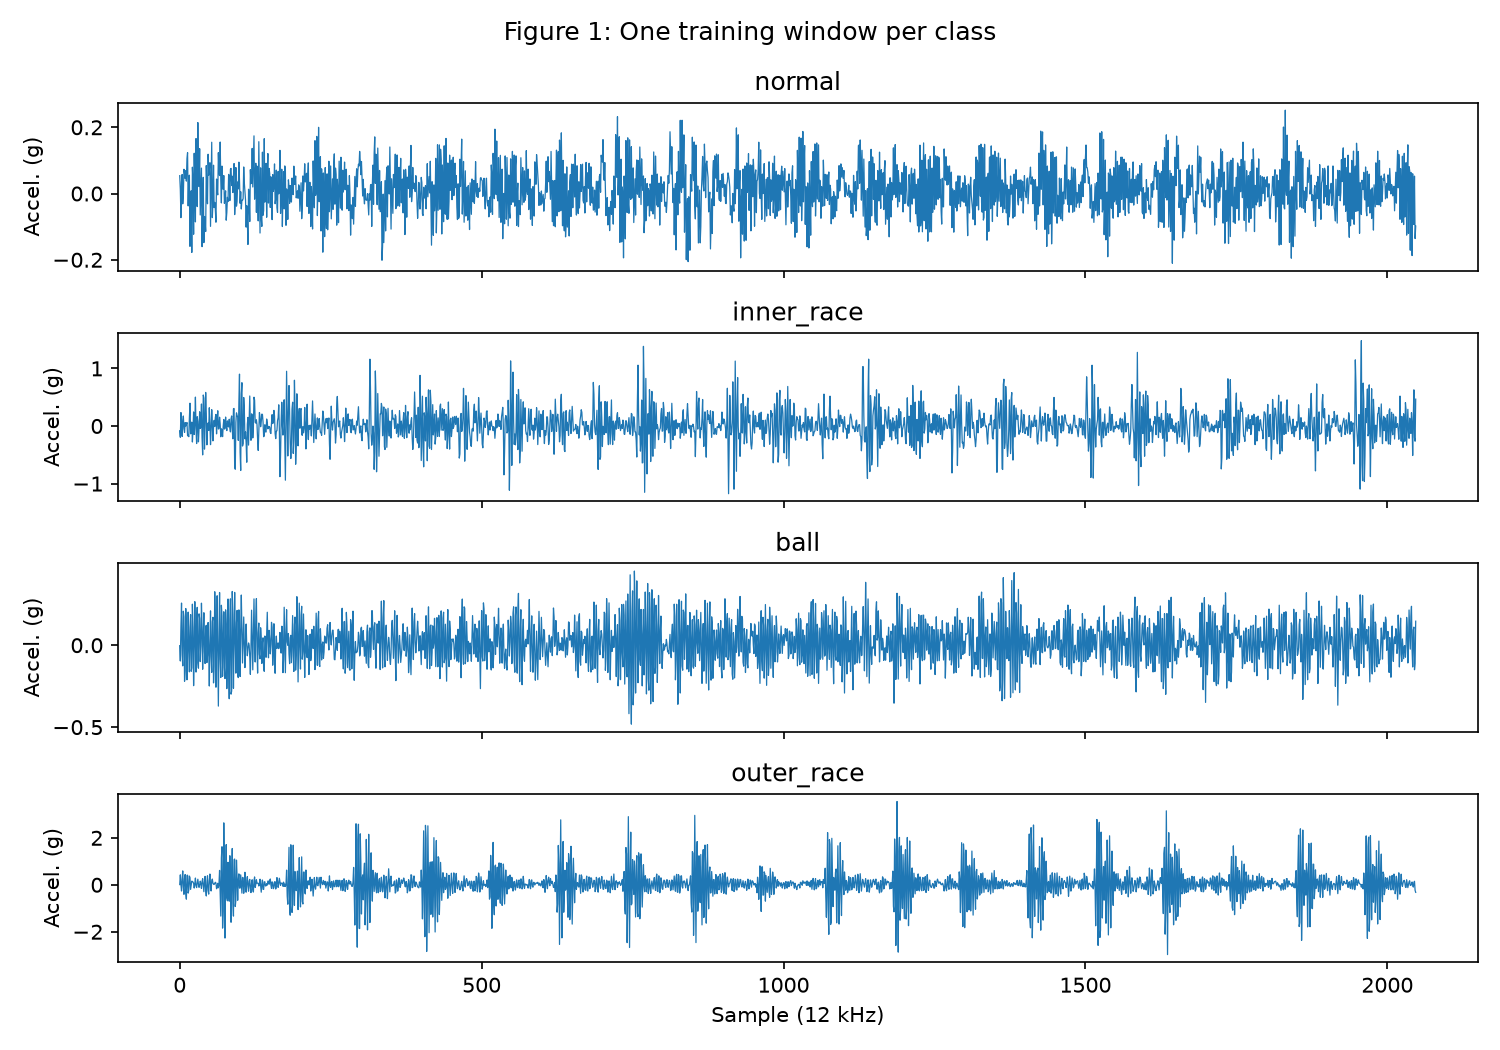 Figure 1: One training window per class
normal
Accel. (g)
0.2
0.0
−0.2
inner_race
Accel. (g)
1
0
−1
ball
Accel. (g)
0.0
−0.5
outer_race
Accel. (g)
2
0
−2
0 500 1000 1500 2000
Sample (12 kHz)